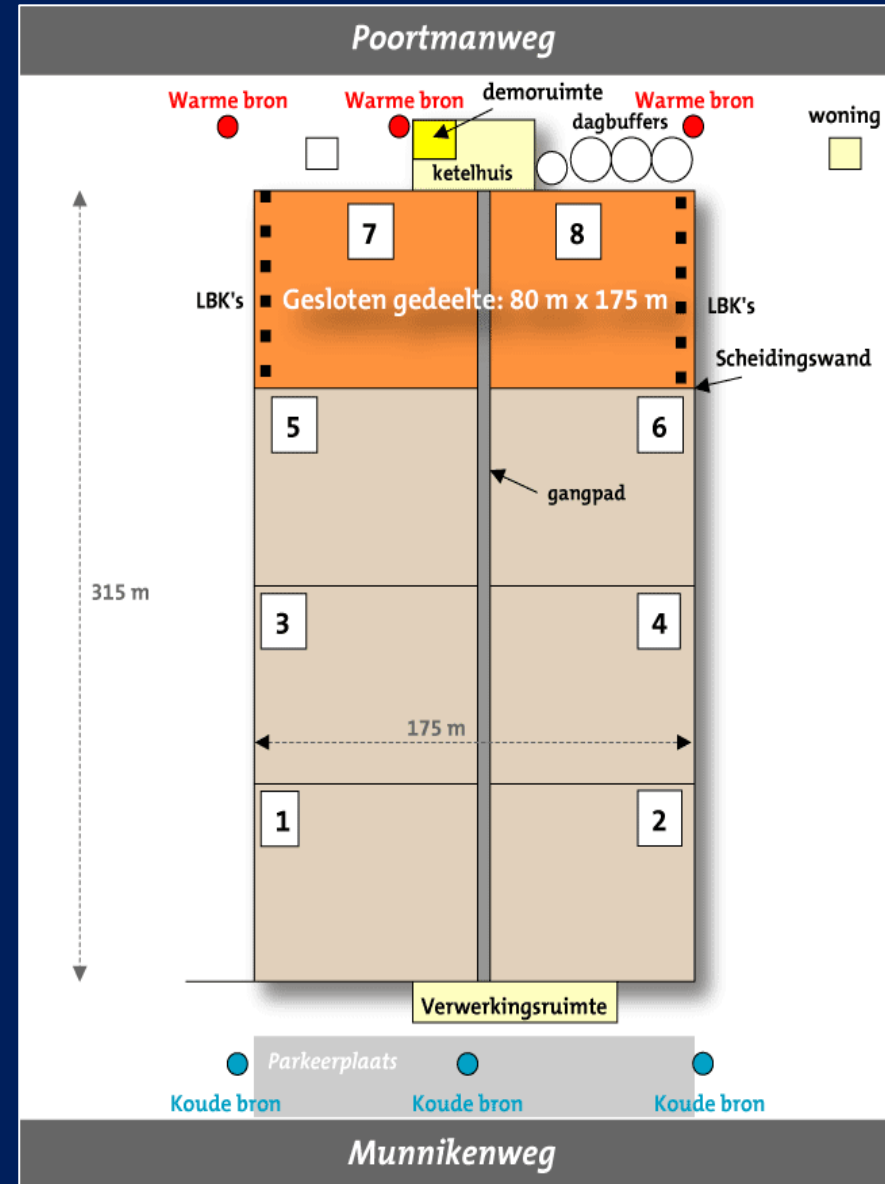 Poortmanweg
Warme bron
Warme bron
demoruimte
Warme bron
dagbuffers
woning
ketelhuis
7
8
LBK's
Gesloten gedeelte: 80 m x 175 m
LBK's
Scheidingswand
5
6
gangpad
315 m
3
4
175 m
1
2
Verwerkingsruimte
Parkeerplaats
Koude bron
Koude bron
Koude bron
Munnikenweg